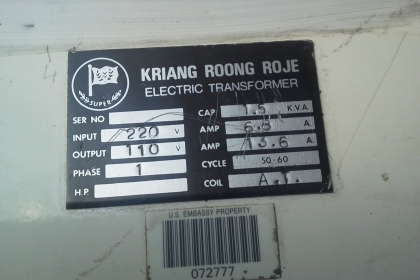 SUPER
KRIANG ROONG ROJE
ELECTRIC TRANSFORMER
SER NO
CAP 1.5 K.V.A.
INPUT 220 V
AMP 6.8 A.
OUTPUT 110 V
AMP 13.6 A.
PHASE 1
CYCLE 50-60
H.P.
COIL A.T.
U.S. EMBASSY PROPERTY
072777